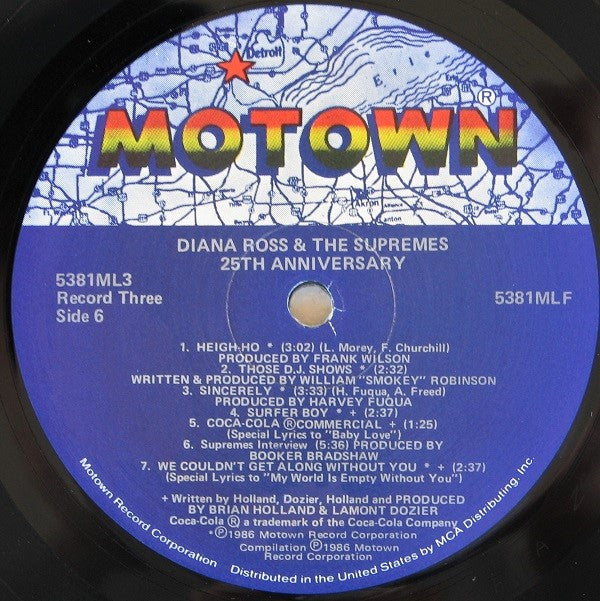 Detroit
Erie
MOTOWN®
Akron
Canton
DIANA ROSS & THE SUPREMES
25TH ANNIVERSARY
5381ML3
Record Three
Side 6
5381MLF
1. HEIGH-HO * (3:02) (L. Morey, F. Churchill)
PRODUCED BY FRANK WILSON
2. THOSE D.J. SHOWS * (2:32)
WRITTEN & PRODUCED BY WILLIAM "SMOKEY" ROBINSON
3. SINCERELY * (3:33) (H. Fuqua, A. Freed)
PRODUCED BY HARVEY FUQUA
4. SURFER BOY * + (2:37)
5. COCA-COLA ® COMMERCIAL + (1:25)
(Special Lyrics to "Baby Love")
6. Supremes Interview (5:36) PRODUCED BY
BOOKER BRADSHAW
7. WE COULDN'T GET ALONG WITHOUT YOU * + (2:37)
(Special Lyrics to "My World Is Empty Without You")
+ Written by Holland, Dozier, Holland and PRODUCED
BY BRIAN HOLLAND & LAMONT DOZIER
Coca-Cola ® a trademark of the Coca-Cola Company
* ℗1986 Motown Record Corporation
Compilation ℗1986 Motown
Record Corporation
Motown Record Corporation Distributed in the United States by MCA Distributing, Inc.